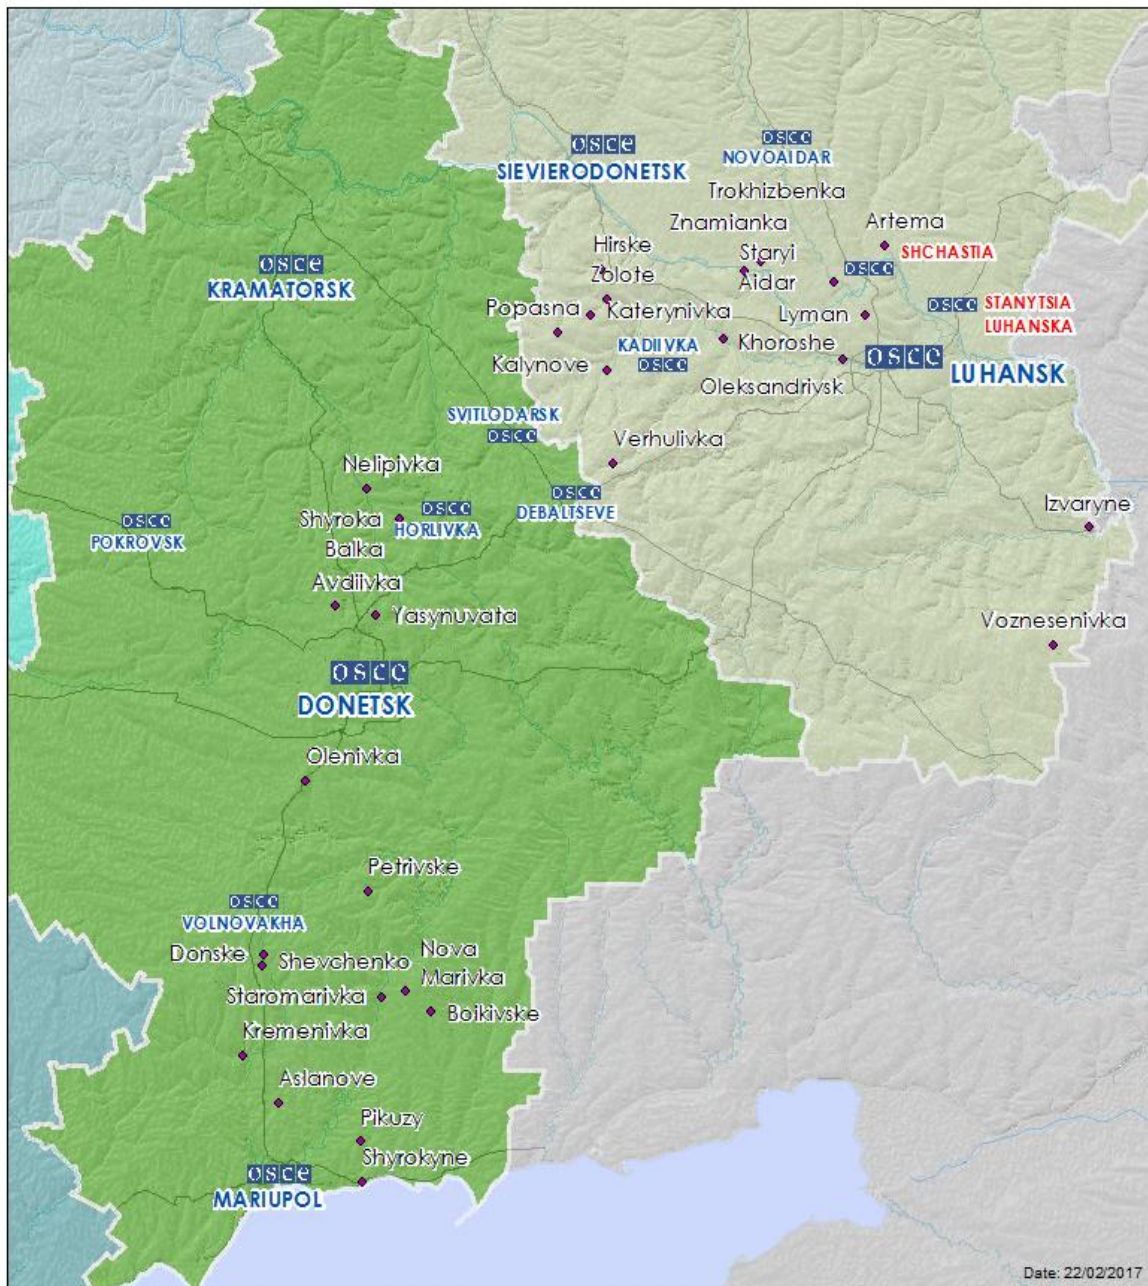 osce
SIEVIERODONETSK
osce
NOVOAIDAR
Trokhizbenka
Znamianka
Artema
SHCHASTIA
Hirske
Staryi
Aidar
osce
osce
KRAMATORSK
Zolote
osce
STANYTSIA
LUHANSKA
Popasna
Katerynivka
Lyman
KADIIVKA
osce
Khoroshe
osce
LUHANSK
Kalynove
Oleksandrivsk
SVITLODARSK
osce
Verhulivka
Nelipivka
osce
DEBALTSEVE
Izvaryne
osce
HORLIVKA
Shyroka
Balka
osce
POKROVSK
Avdiivka
Yasynuvata
Voznesenivka
osce
DONETSK
Olenivka
Petrivske
osce
VOLNOVAKHA
Donske
Shevchenko
Nova
Marivka
Staromarivka
Boikivske
Kremenivka
Aslanove
Pikuzy
Shyrokyne
osce
MARIUPOL
Date: 22/02/2017